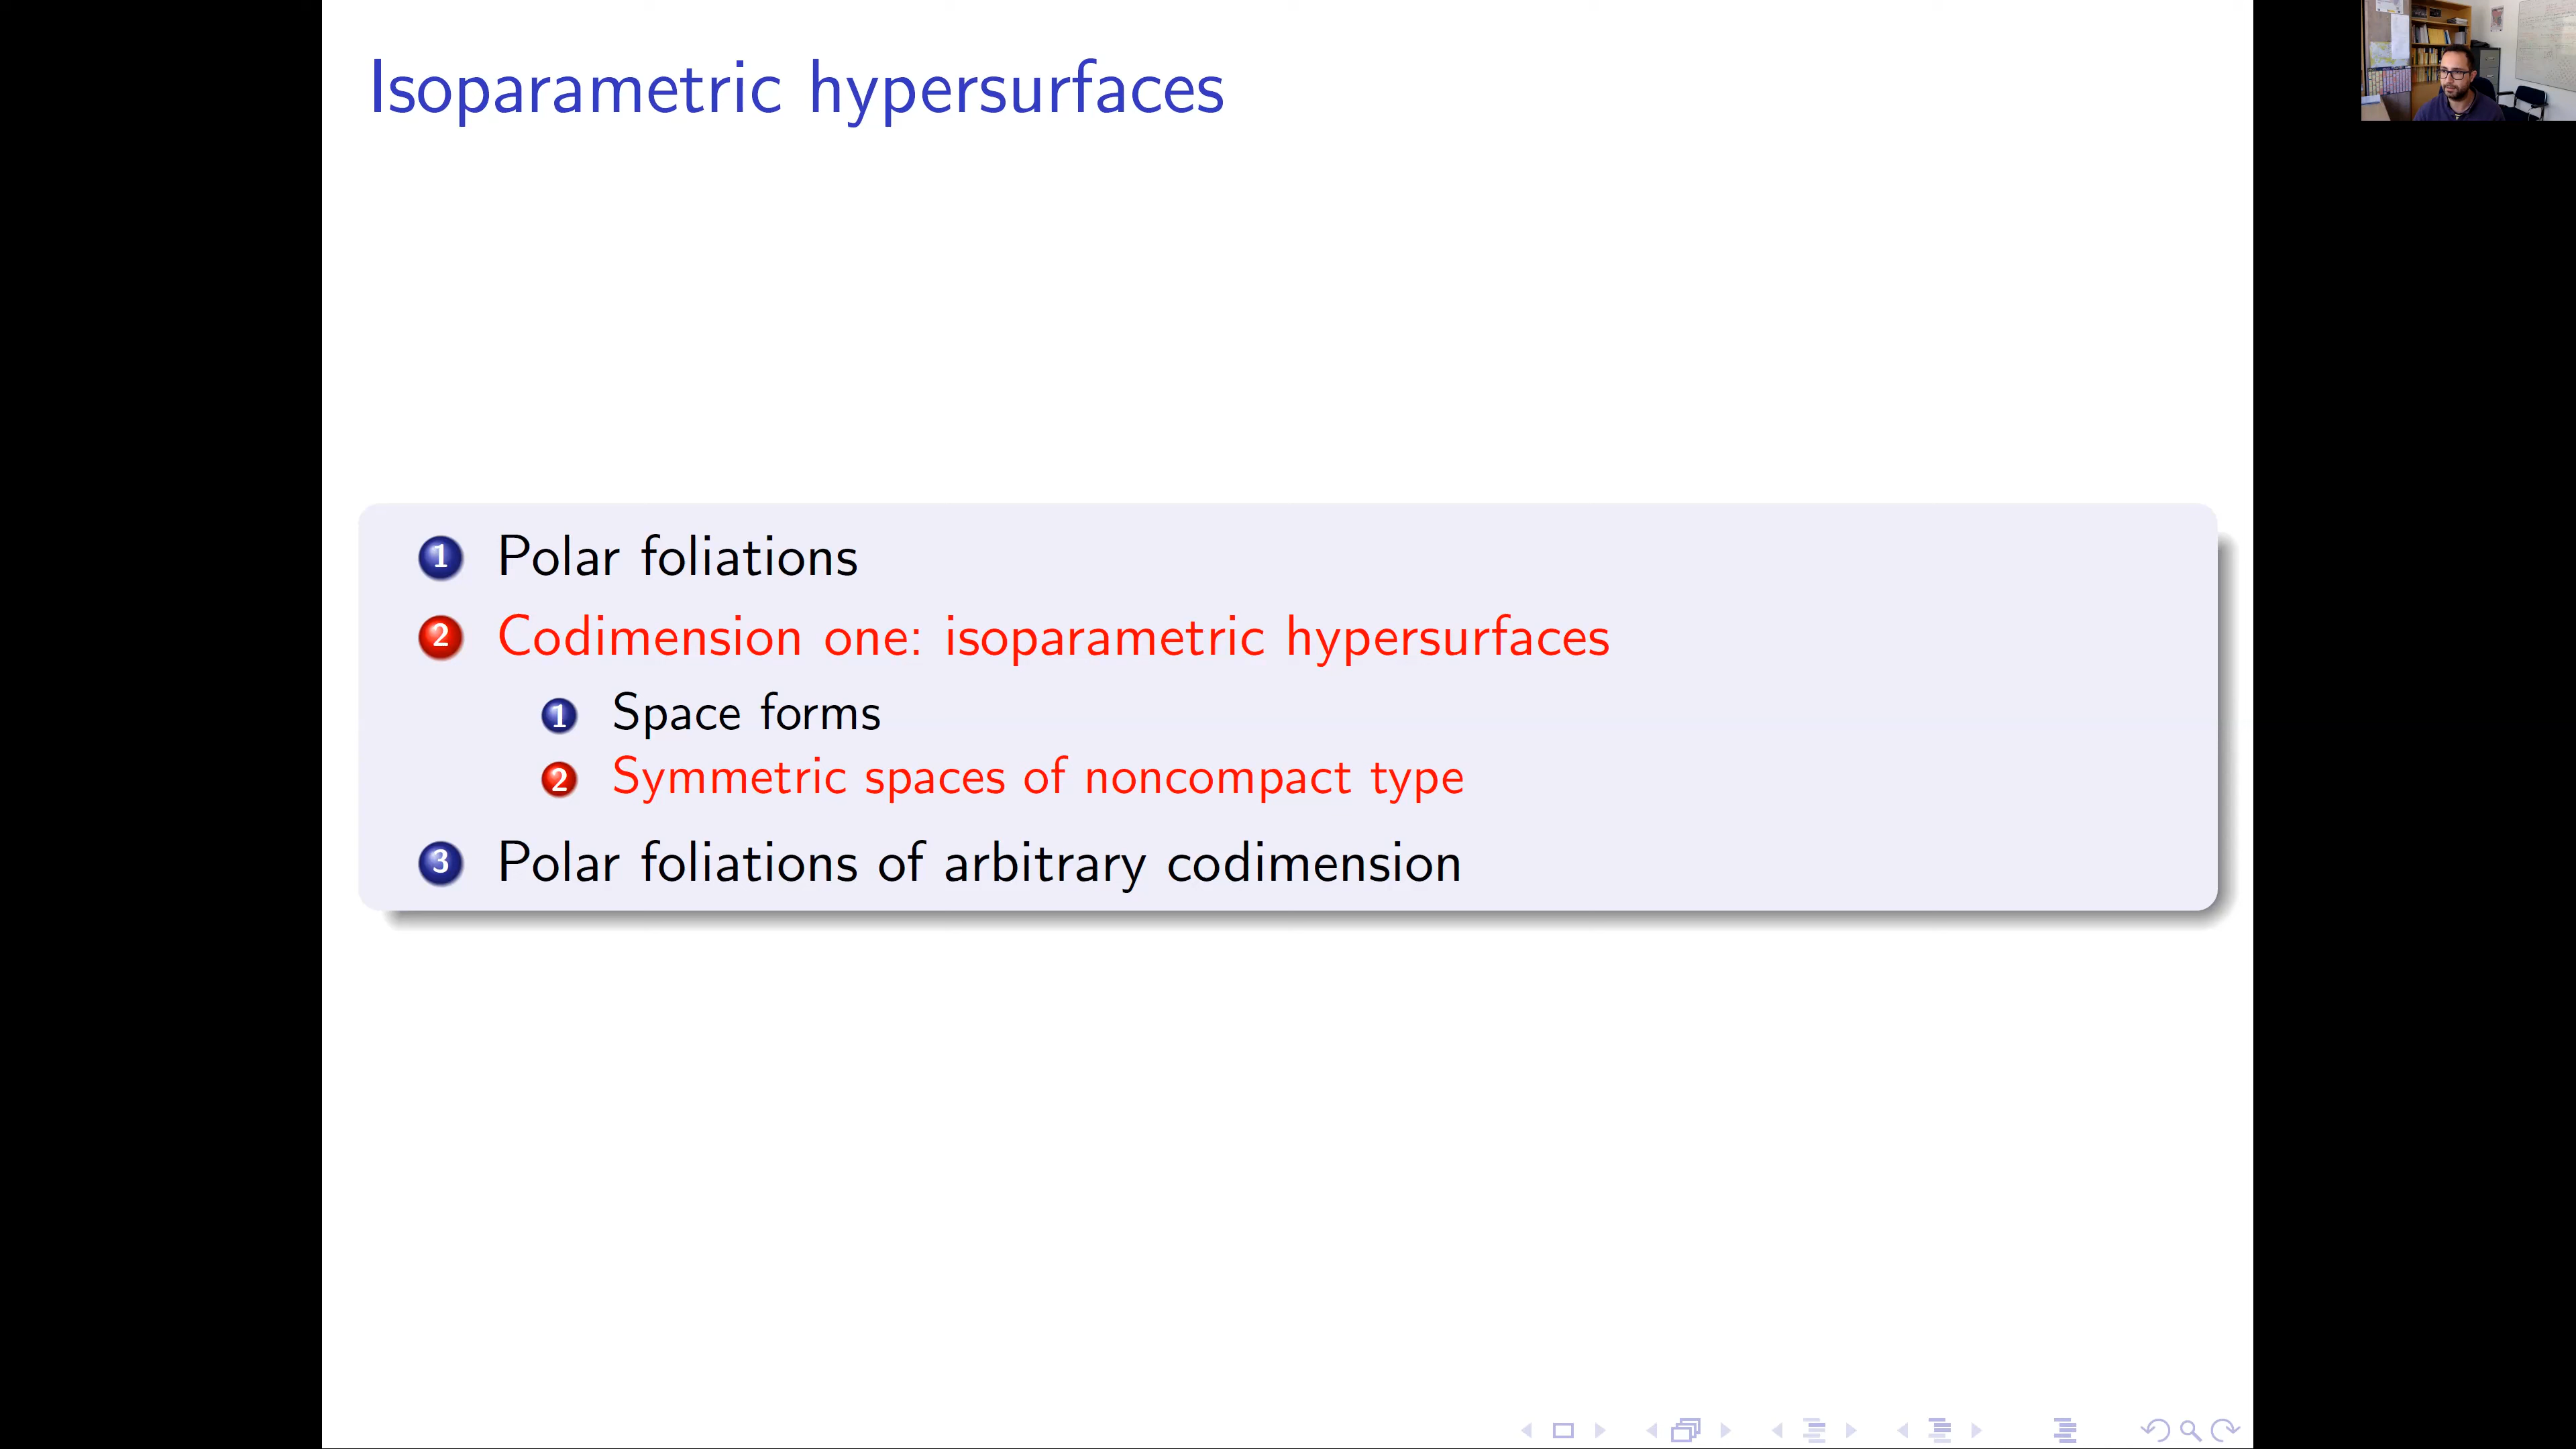 Isoparametric hypersurfaces
1 Polar foliations
2 Codimension one: isoparametric hypersurfaces
1 Space forms
2 Symmetric spaces of noncompact type
3 Polar foliations of arbitrary codimension